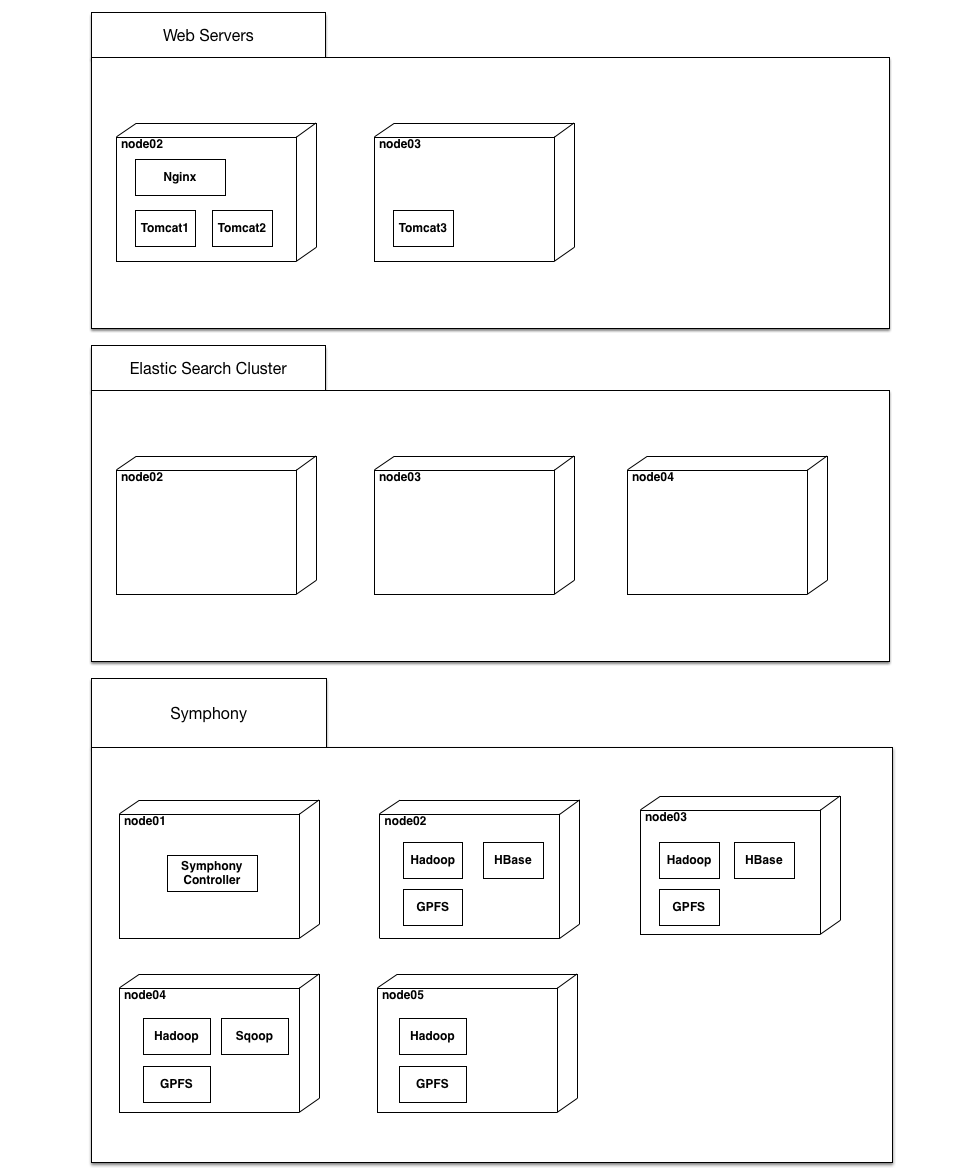 Web Servers
node02
node03
Nginx
Tomcat1
Tomcat2
Tomcat3
Elastic Search Cluster
node02
node03
node04
Symphony
node01
Symphony
Controller
node02
Hadoop
HBase
GPFS
node03
Hadoop
HBase
GPFS
node04
Hadoop
Sqoop
GPFS
node05
Hadoop
GPFS